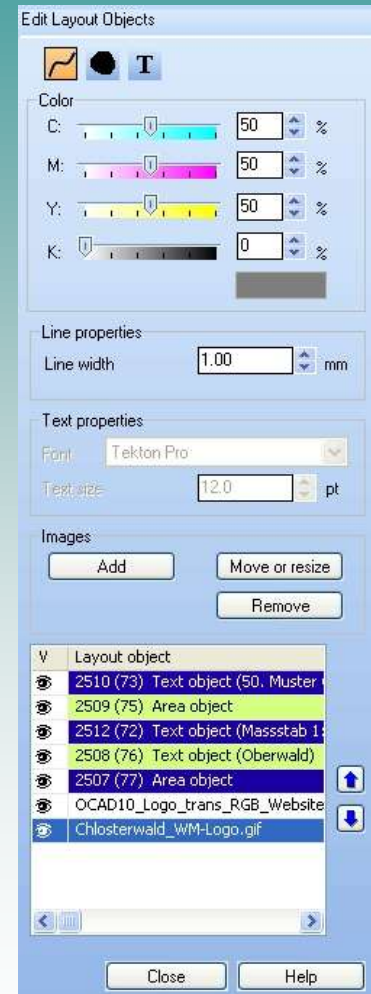 Edit Layout Objects
T
Color
C: 50 %
M: 50 %
Y: 50 %
K: 0 %
Line properties
Line width 1.00 mm
Text properties
Font Tekton Pro
Text size 12.0 pt
Images
Add Move or resize
Remove
V Layout object
2510 (73) Text object (50. Muster
2509 (75) Area object
2512 (72) Text object (Massstab 1:
2508 (76) Text object (Oberwald)
2507 (77) Area object
OCAD10_Logo_trans_RGB_Website
Chlosterwald_WM-Logo.gif
Close Help